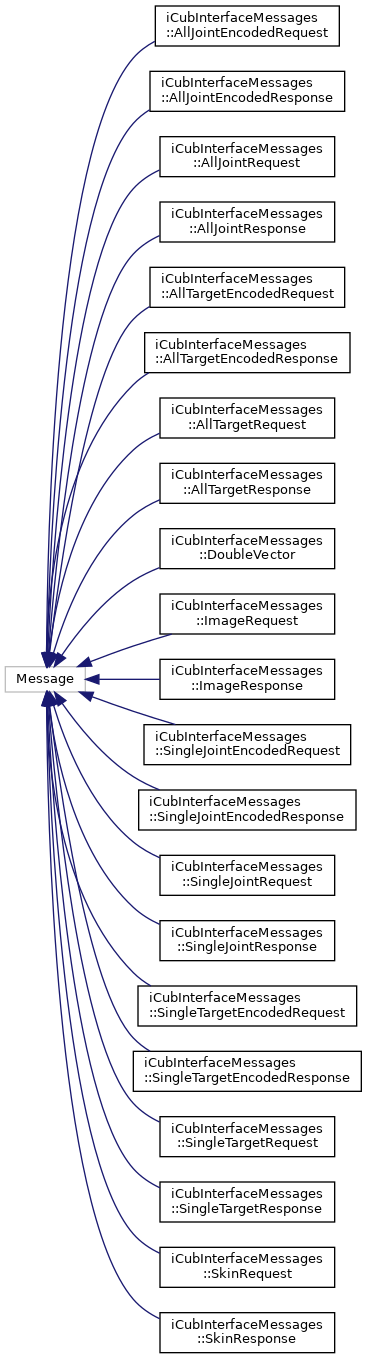 iCubInterfaceMessages
::AllJointEncodedRequest
iCubInterfaceMessages
::AllJointEncodedResponse
iCubInterfaceMessages
::AllJointRequest
iCubInterfaceMessages
::AllJointResponse
iCubInterfaceMessages
::AllTargetEncodedRequest
iCubInterfaceMessages
::AllTargetEncodedResponse
iCubInterfaceMessages
::AllTargetRequest
iCubInterfaceMessages
::AllTargetResponse
iCubInterfaceMessages
::DoubleVector
iCubInterfaceMessages
::ImageRequest
Message
iCubInterfaceMessages
::ImageResponse
iCubInterfaceMessages
::SingleJointEncodedRequest
iCubInterfaceMessages
::SingleJointEncodedResponse
iCubInterfaceMessages
::SingleJointRequest
iCubInterfaceMessages
::SingleJointResponse
iCubInterfaceMessages
::SingleTargetEncodedRequest
iCubInterfaceMessages
::SingleTargetEncodedResponse
iCubInterfaceMessages
::SingleTargetRequest
iCubInterfaceMessages
::SingleTargetResponse
iCubInterfaceMessages
::SkinRequest
iCubInterfaceMessages
::SkinResponse